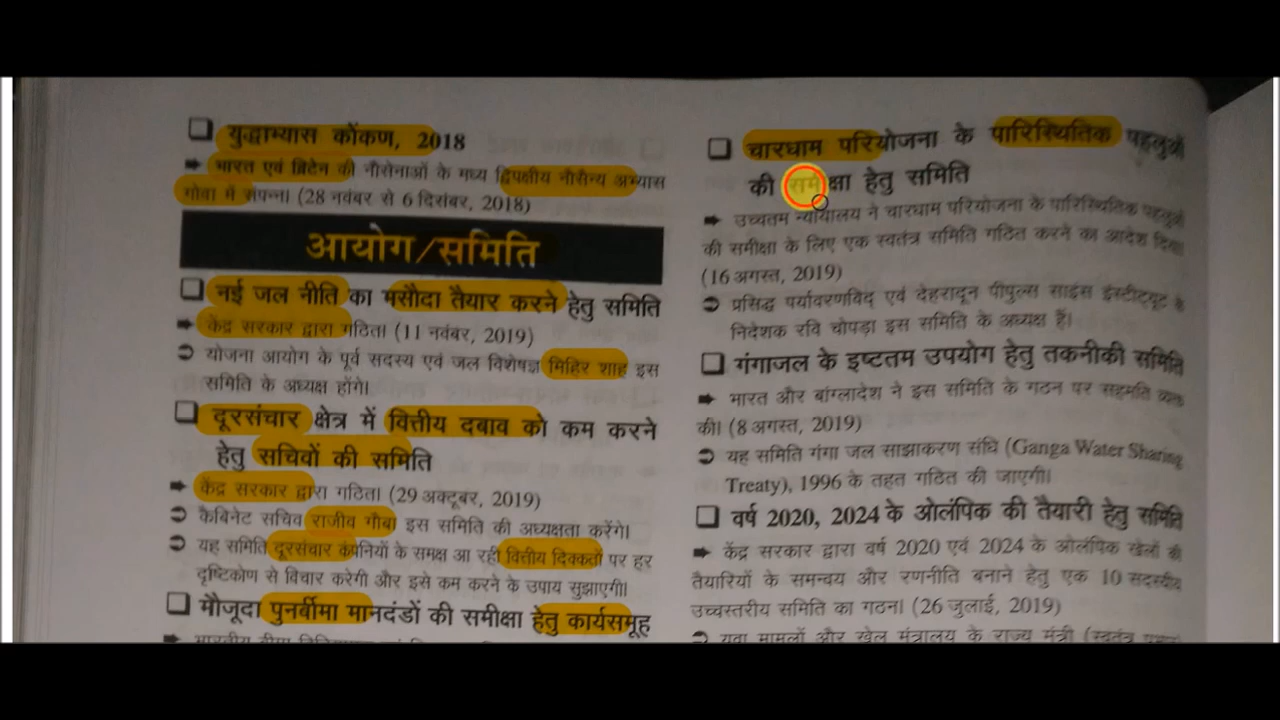 ❑ युद्धाभ्यास कोंकण, 2018
➡ भारत एवं ब्रिटेन की नौसेनाओं के मध्य द्विपक्षीय नौसैन्य अभ्यास
गोवा में संपन्न। (28 नवंबर से 6 दिसंबर, 2018)
आयोग/समिति
❑ नई जल नीति का मसौदा तैयार करने हेतु समिति
➡ केंद्र सरकार द्वारा गठित। (11 नवंबर, 2019)
➲ योजना आयोग के पूर्व सदस्य एवं जल विशेषज्ञ मिहिर शाह इस
समिति के अध्यक्ष होंगे।
❑ दूरसंचार क्षेत्र में वित्तीय दबाव को कम करने
हेतु सचिवों की समिति
➡ केंद्र सरकार द्वारा गठित। (29 अक्टूबर, 2019)
➲ कैबिनेट सचिव राजीव गौबा इस समिति की अध्यक्षता करेंगे।
➲ यह समिति दूरसंचार कंपनियों के समक्ष आ रही वित्तीय दिक्कतों पर हर
दृष्टिकोण से विचार करेगी और इसे कम करने के उपाय सुझाएगी।
❑ मौजूदा पुनर्बीमा मानदंडों की समीक्षा हेतु कार्यसमूह
❑ चारधाम परियोजना के पारिस्थितिक पहलुओं
की समीक्षा हेतु समिति
➡ उच्चतम न्यायालय ने चारधाम परियोजना के पारिस्थितिक पहलुओं
की समीक्षा के लिए एक स्वतंत्र समिति गठित करने का आदेश दिया।
(16 अगस्त, 2019)
➲ प्रसिद्ध पर्यावरणविद् एवं देहरादून पीपुल्स साइंस इंस्टीट्यूट के
निदेशक रवि चोपड़ा इस समिति के अध्यक्ष हैं।
❑ गंगाजल के इष्टतम उपयोग हेतु तकनीकी समिति
➡ भारत और बांग्लादेश ने इस समिति के गठन पर सहमति व्यक्त
की। (8 अगस्त, 2019)
➲ यह समिति गंगा जल साझाकरण संधि (Ganga Water Sharing
Treaty), 1996 के तहत गठित की जाएगी।
❑ वर्ष 2020, 2024 के ओलंपिक की तैयारी हेतु समिति
➡ केंद्र सरकार द्वारा वर्ष 2020 एवं 2024 के ओलंपिक खेलों की
तैयारियों के समन्वय और रणनीति बनाने हेतु एक 10 सदस्यीय
उच्चस्तरीय समिति का गठन। (26 जुलाई, 2019)
➲ युवा मामलों और खेल मंत्रालय के राज्य मंत्री (स्वतंत्र